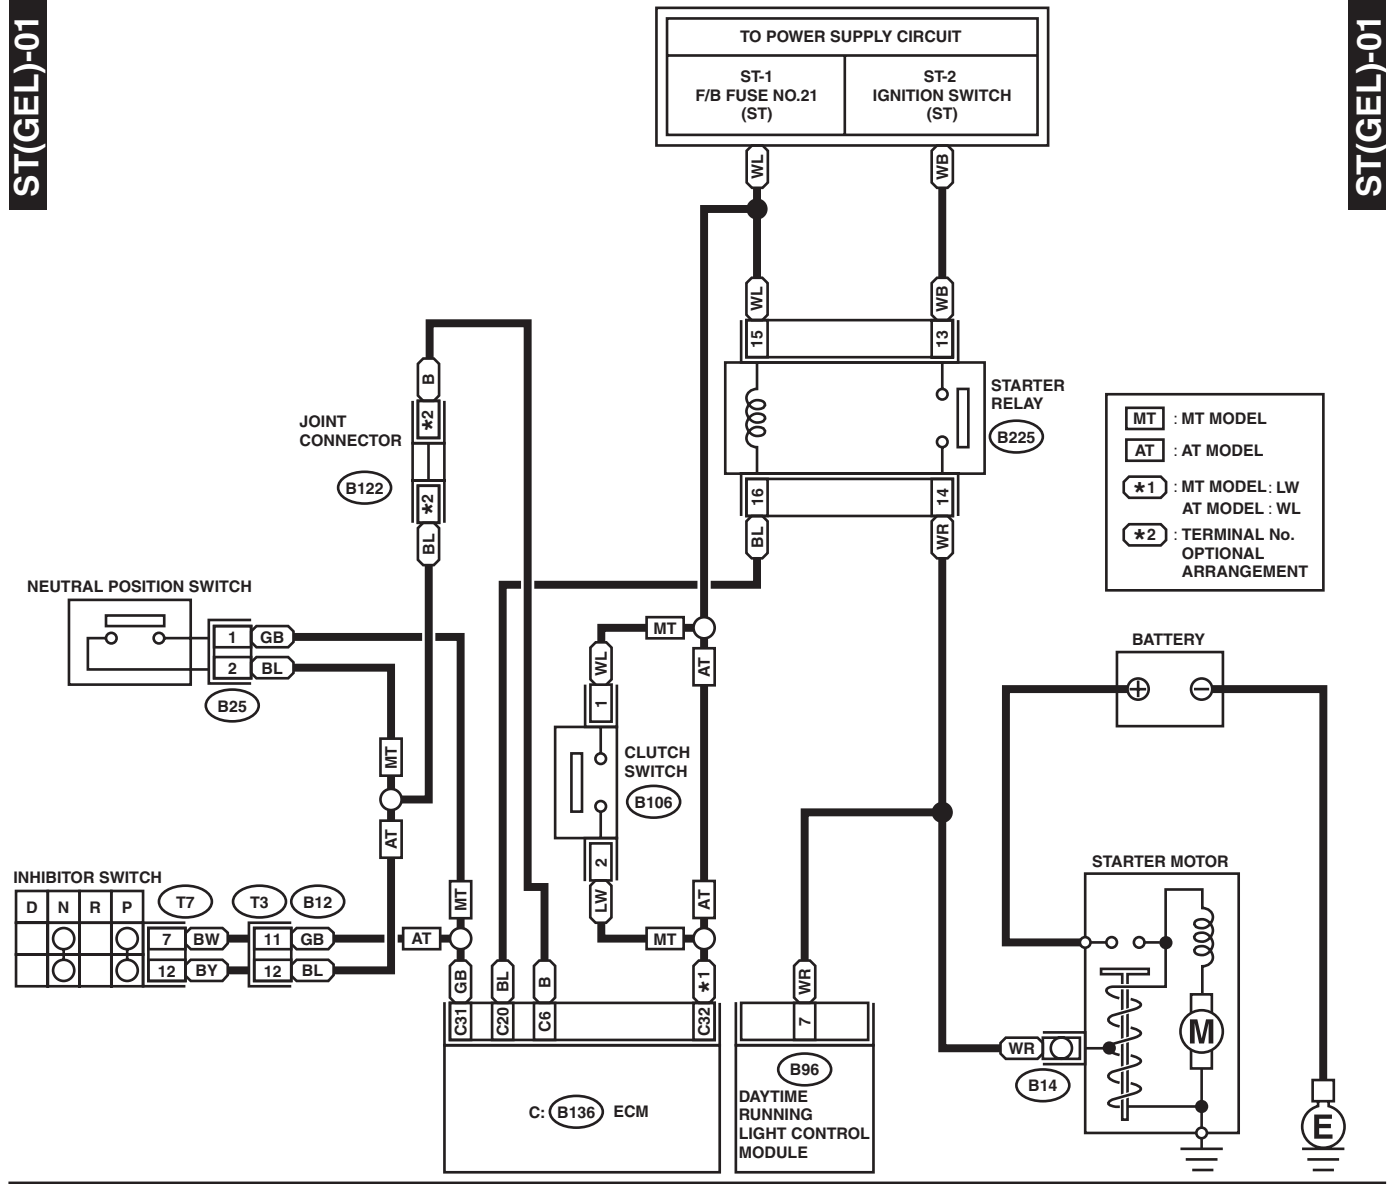 ST(GEL)-01
ST(GEL)-01
TO POWER SUPPLY CIRCUIT
ST-1
F/B FUSE NO.21
(ST)
ST-2
IGNITION SWITCH
(ST)
WL
WB
WL
WB
15
13
STARTER
RELAY
B225
16
14
BL
WR
B
*2
JOINT
CONNECTOR
B122
*2
BL
MT : MT MODEL
AT : AT MODEL
*1 : MT MODEL : LW
AT MODEL : WL
*2 : TERMINAL No.
OPTIONAL
ARRANGEMENT
NEUTRAL POSITION SWITCH
1 GB
2 BL
B25
MT
AT
MT
AT
WL
1
CLUTCH
SWITCH
B106
2
LW
MT
AT
BATTERY
+
−
INHIBITOR SWITCH
D N R P
T7
T3
B12
7 BW
11 GB
12 BY
12 BL
AT
MT
GB
BL
B
*1
C31
C20
C6
C32
C: B136 ECM
WR
7
B96
DAYTIME
RUNNING
LIGHT CONTROL
MODULE
STARTER MOTOR
M
WR
B14
E